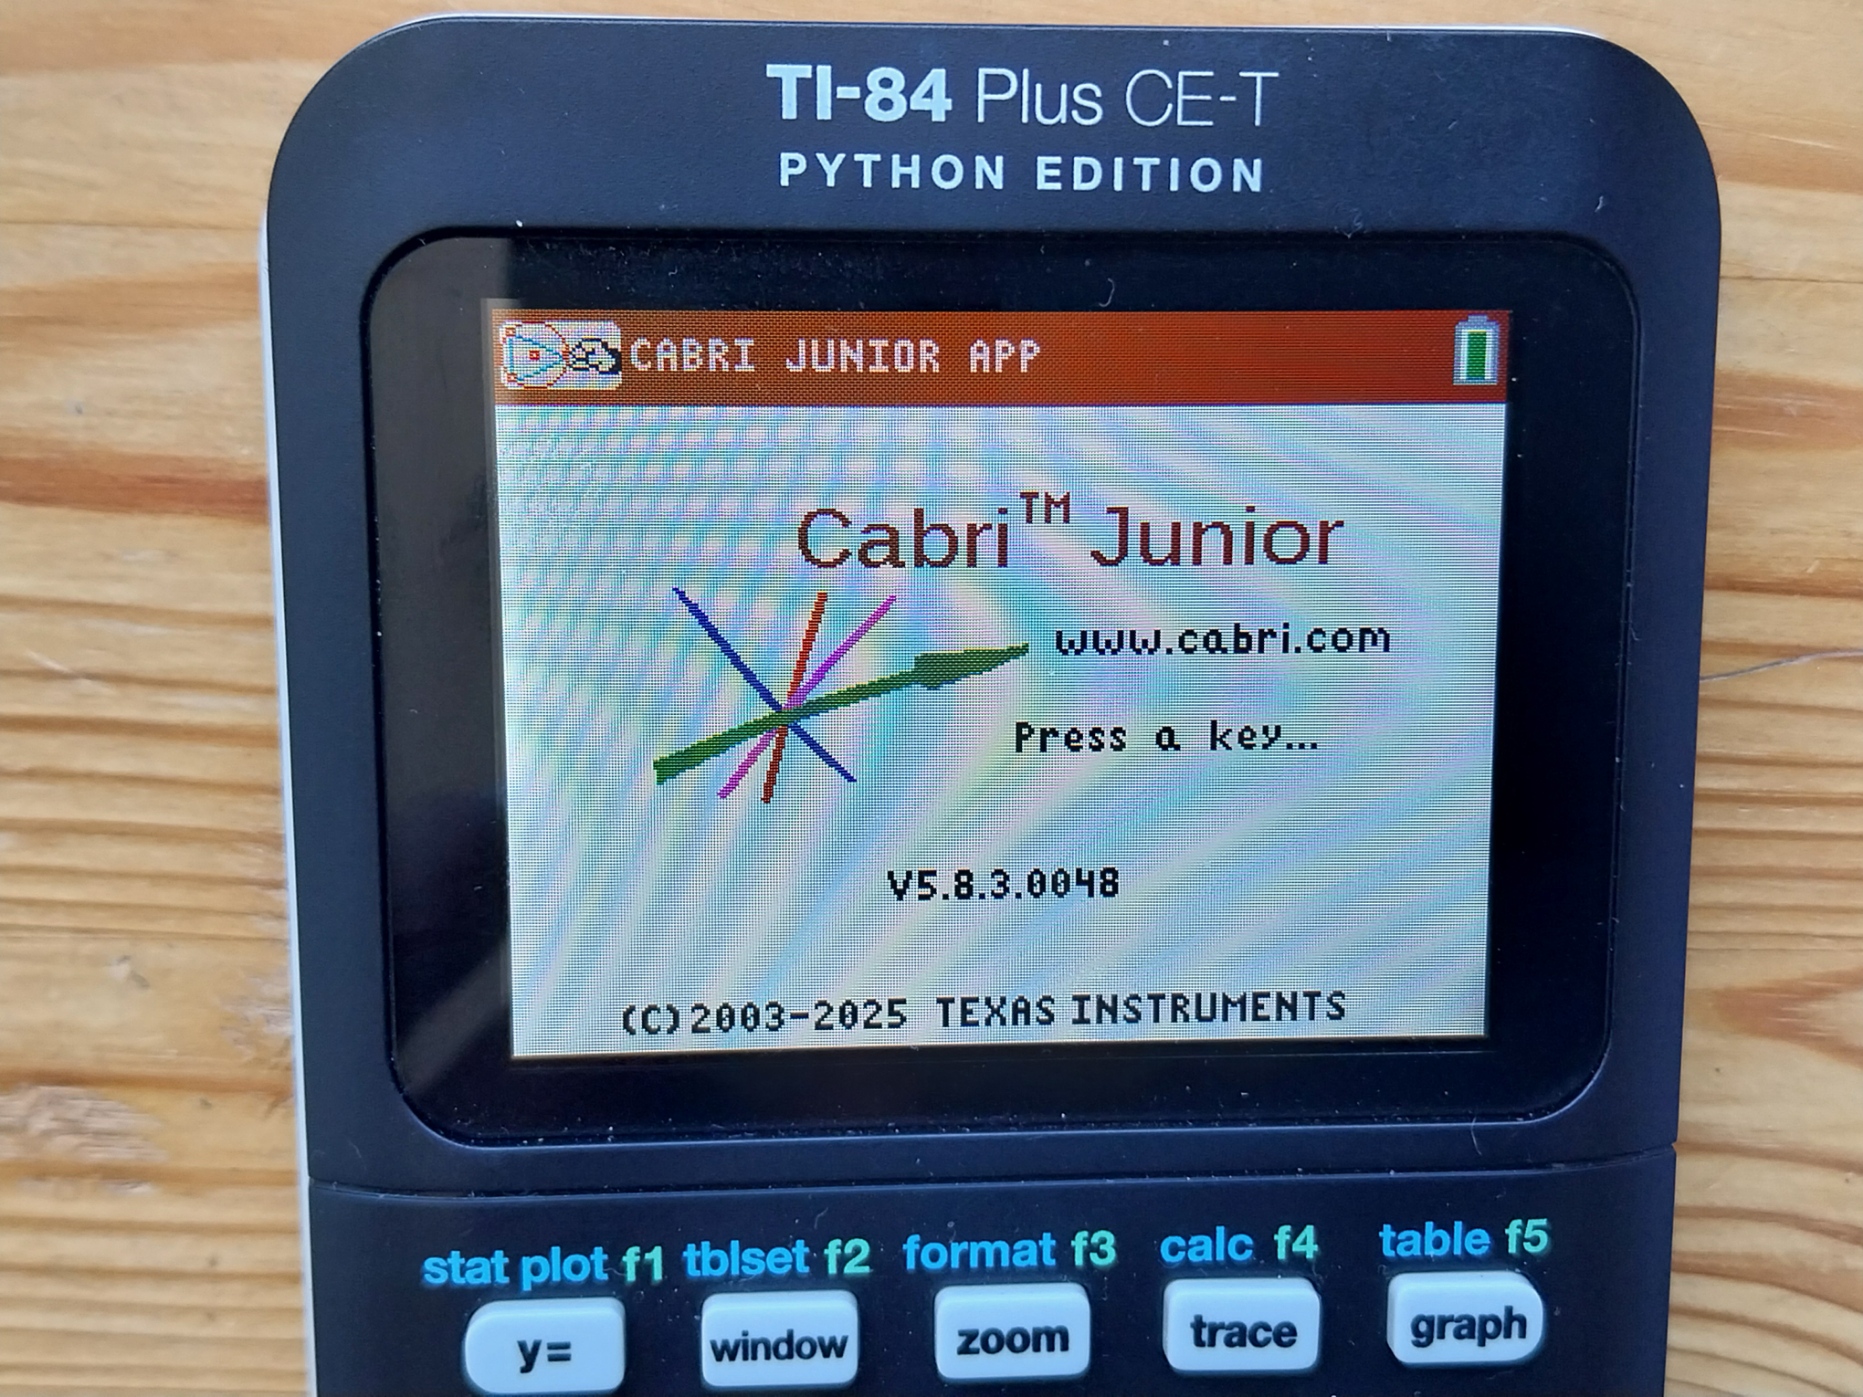 TI-84 Plus CE-T
PYTHON EDITION
CABRI JUNIOR APP
Cabri™ Junior
www.cabri.com
Press a key...
V5.8.3.0048
(C)2003-2025 TEXAS INSTRUMENTS
stat plot f1 tblset f2 format f3 calc f4 table f5
y= window zoom trace graph